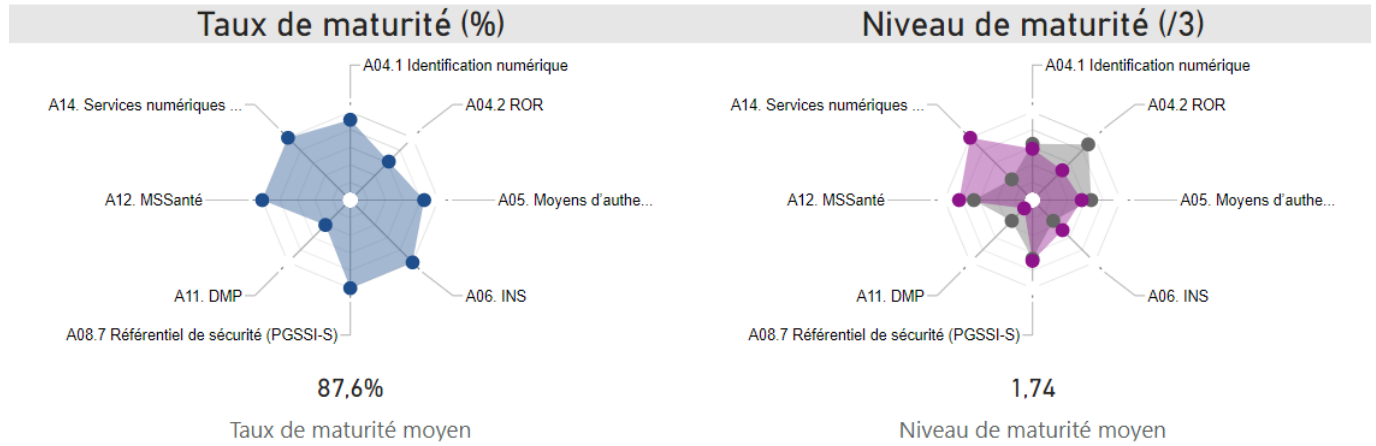 Taux de maturité (%)
A04.1 Identification numérique
A14. Services numériques ...
A04.2 ROR
A12. MSSanté
A05. Moyens d’authe...
A11. DMP
A06. INS
A08.7 Référentiel de sécurité (PGSSI-S)
87,6%
Taux de maturité moyen
Niveau de maturité (/3)
A04.1 Identification numérique
A14. Services numériques ...
A04.2 ROR
A12. MSSanté
A05. Moyens d’authe...
A11. DMP
A06. INS
A08.7 Référentiel de sécurité (PGSSI-S)
1,74
Niveau de maturité moyen